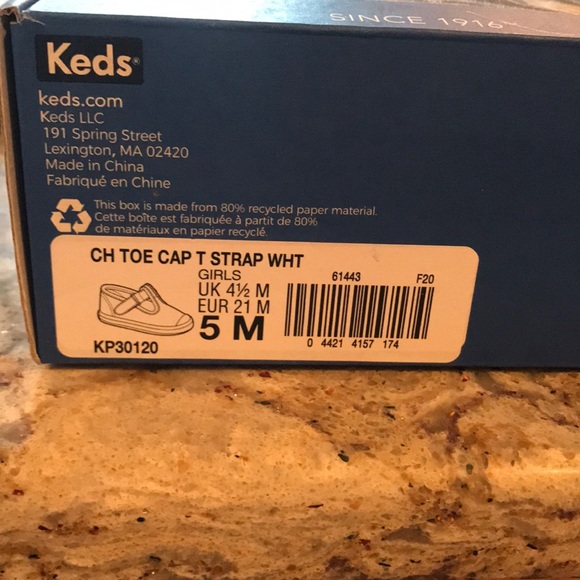 SINCE 1916
Keds
keds.com
Keds LLC
191 Spring Street
Lexington, MA 02420
Made in China
Fabriqué en Chine
This box is made from 80% recycled paper material.
Cette boîte est fabriquée à partir de 80%
de matériaux en papier recyclé.
CH TOE CAP T STRAP WHT
GIRLS
UK 4½ M
EUR 21 M
5 M
KP30120
61443 F20
0 4421 4157 174